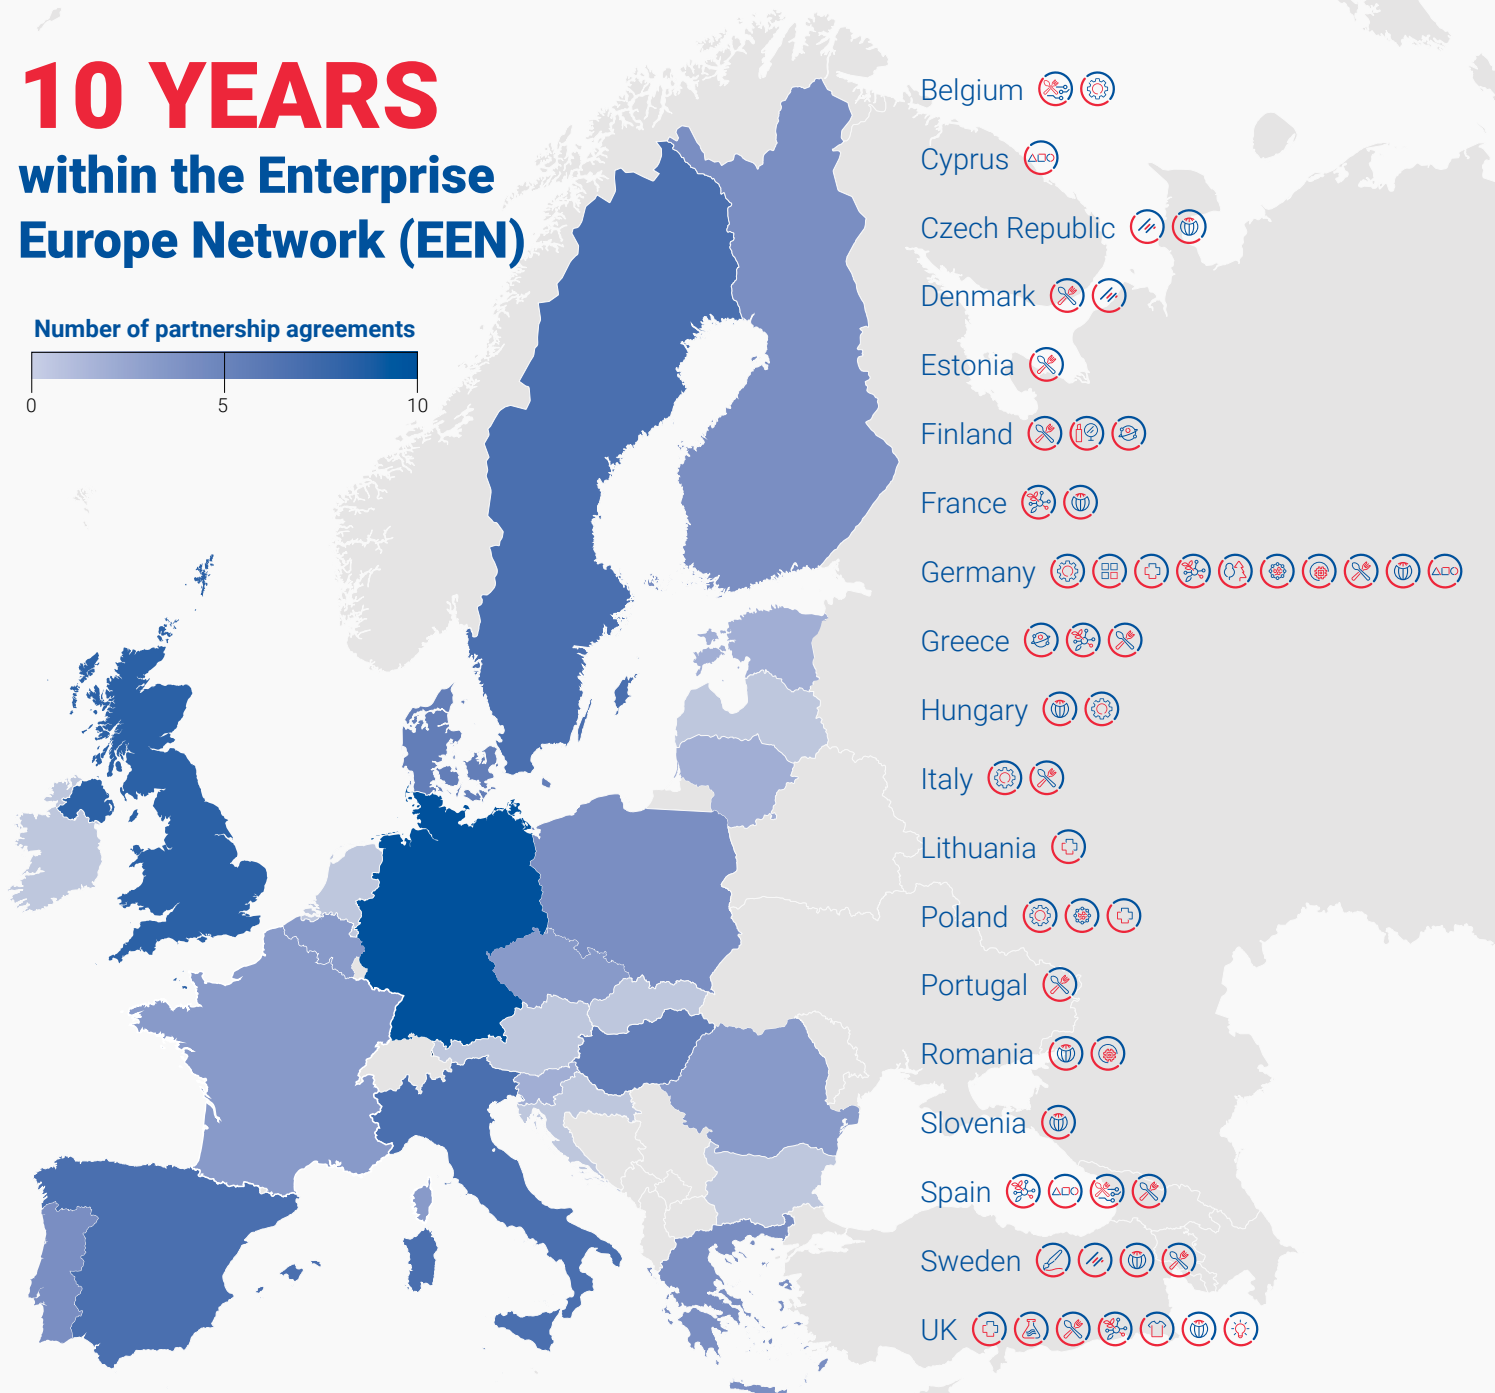 10 YEARS
within the Enterprise
Europe Network (EEN)
Number of partnership agreements
0 5 10
Belgium
Cyprus
Czech Republic
Denmark
Estonia
Finland
France
Germany
Greece
Hungary
Italy
Lithuania
Poland
Portugal
Romania
Slovenia
Spain
Sweden
UK